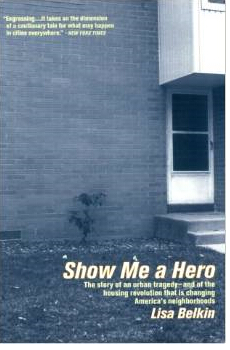 "Engrossing...it takes on the dimension
of a cautionary tale for what may happen
in cities everywhere." –NEW YORK TIMES
Show Me a Hero
The story of an urban tragedy–and of the
housing revolution that is changing
America's neighborhoods
Lisa Belkin